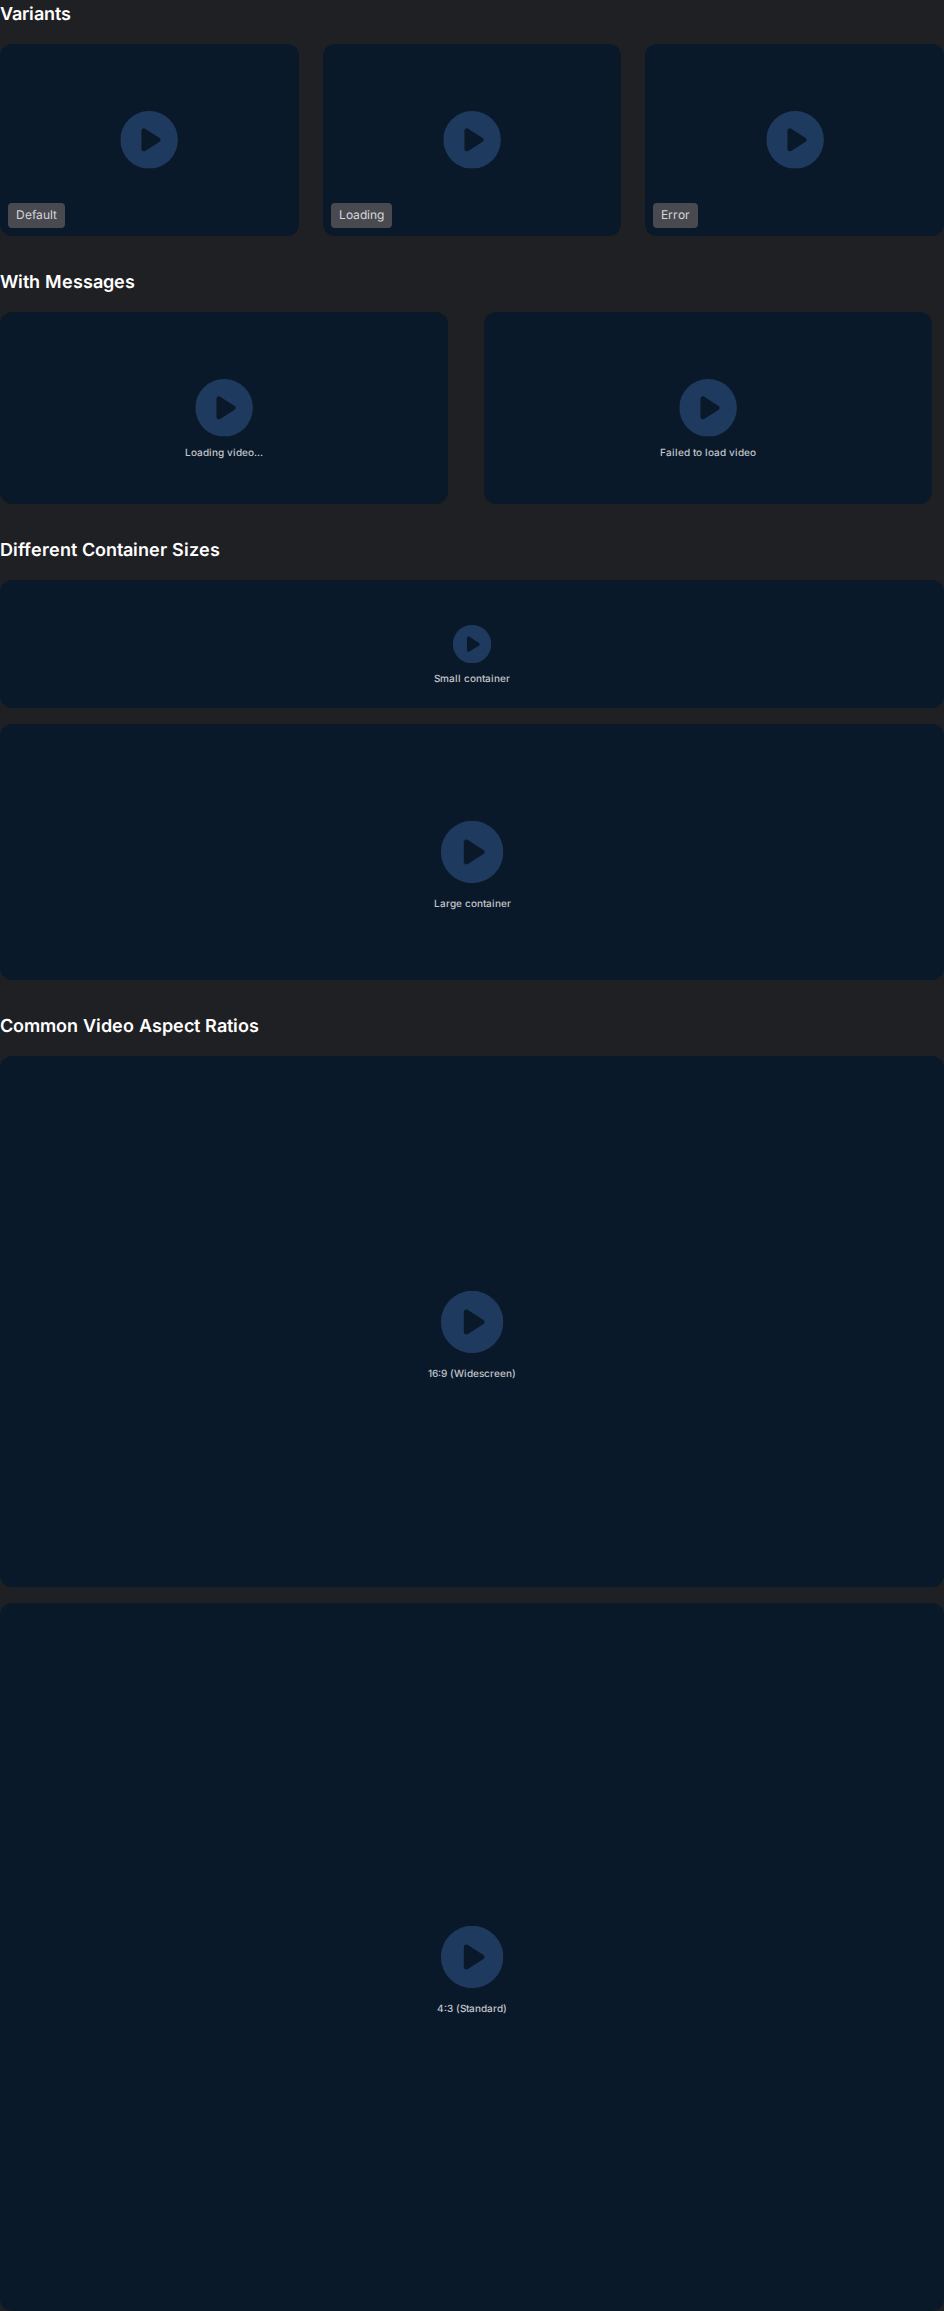 Variants
Default
Loading
Error
With Messages
Loading video...
Failed to load video
Different Container Sizes
Small container
Large container
Common Video Aspect Ratios
16:9 (Widescreen)
4:3 (Standard)